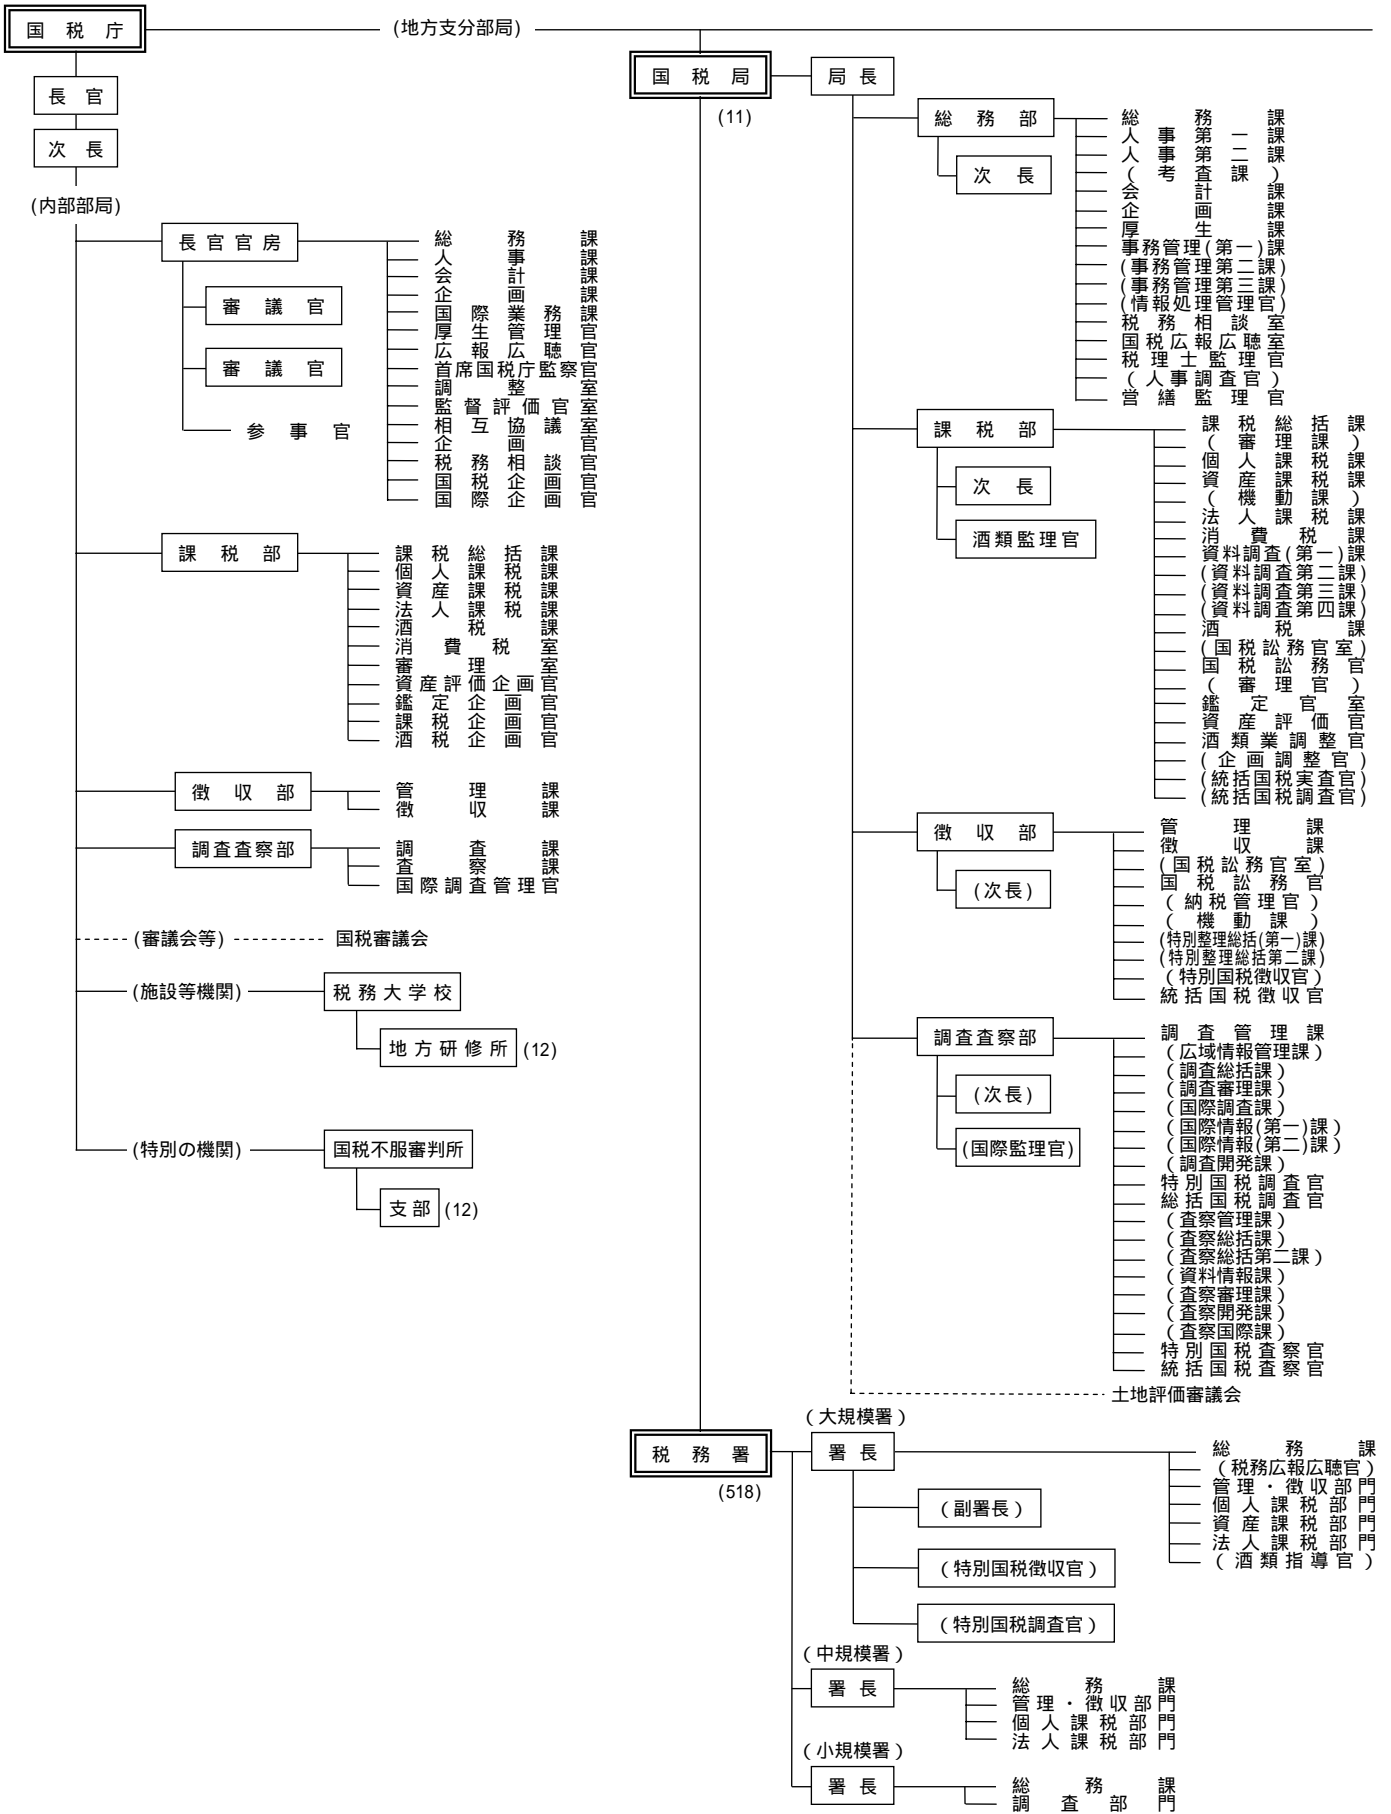 国税庁
(地方支分部局)
長官
次長
(内部部局)
長官官房
審議官
審議官
参事官
総務課
人事課
会計課
企画課
国際業務課
厚生管理官
広報広聴官
首席国税庁監察官
調整室
監督評価官室
相互協議室
企画官
税務相談官
国税企画官
国際企画官
課税部
課税総括課
個人課税課
資産課税課
法人課税課
酒税課
消費税室
審理室
資産評価企画官
鑑定企画官
課税企画官
酒税企画官
徴収部
管理課
徴収課
調査査察部
調査課
査察課
国際調査管理官
(審議会等)
国税審議会
(施設等機関)
税務大学校
地方研修所 (12)
(特別の機関)
国税不服審判所
支部 (12)
国税局
(11)
局長
総務部
次長
総務課
人事第一課
人事第二課
(考査課)
会計課
企画課
厚生課
事務管理(第一)課
(事務管理第二課)
(事務管理第三課)
(情報処理管理官)
税務相談室
国税広報広聴室
税理士監理官
(人事調査官)
営繕監理官
課税部
次長
酒類監理官
課税総括課
(審理課)
個人課税課
資産課税課
(機動課)
法人課税課
消費税課
資料調査(第一)課
(資料調査第二課)
(資料調査第三課)
(資料調査第四課)
酒税課
(国税訟務官室)
国税訟務官
(審理官)
鑑定官室
資産評価官
酒類業調整官
(企画調整官)
(統括国税実査官)
(統括国税調査官)
徴収部
(次長)
管理課
徴収課
(国税訟務官室)
国税訟務官
(納税管理官)
(機動課)
(特別整理総括(第一)課)
(特別整理総括第二課)
(特別国税徴収官)
統括国税徴収官
調査査察部
(次長)
(国際監理官)
調査管理課
(広域情報管理課)
(調査総括課)
(調査審理課)
(国際調査課)
(国際情報(第一)課)
(国際情報(第二)課)
(調査開発課)
特別国税調査官
総括国税調査官
(査察管理課)
(査察総括課)
(査察総括第二課)
(資料情報課)
(査察審理課)
(査察開発課)
(査察国際課)
特別国税査察官
統括国税査察官
土地評価審議会
税務署
(518)
(大規模署)
署長
(副署長)
(特別国税徴収官)
(特別国税調査官)
総務課
(税務広報広聴官)
管理・徴収部門
個人課税部門
資産課税部門
法人課税部門
(酒類指導官)
(中規模署)
署長
総務課
管理・徴収部門
個人課税部門
法人課税部門
(小規模署)
署長
総務課
調査部門